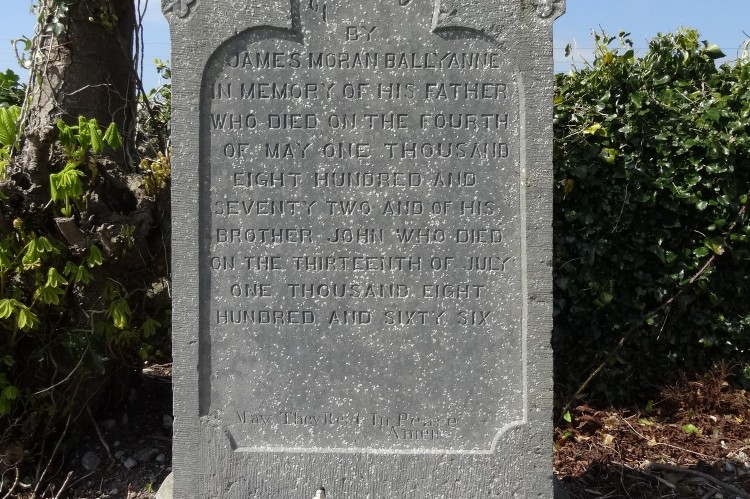 BY
JAMES MORAN BALLYANNE
IN MEMORY OF HIS FATHER
WHO DIED ON THE FOURTH
OF MAY ONE THOUSAND
EIGHT HUNDRED AND
SEVENTY TWO AND OF HIS
BROTHER JOHN WHO DIED
ON THE THIRTEENTH OF JULY
ONE THOUSAND EIGHT
HUNDRED AND SIXTY SIX
May They Rest In Peace
Amen